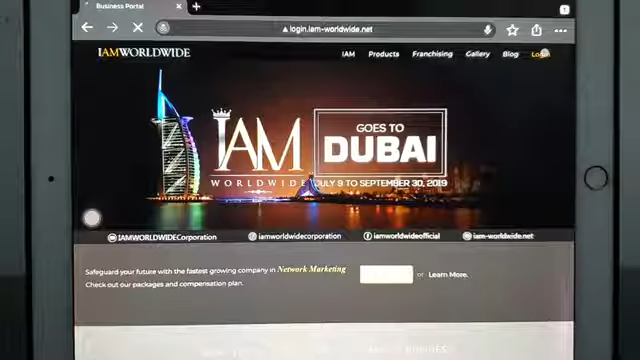 Business Portal
login.iam-worldwide.net
IAMWORLDWIDE
IAM Products Franchising Gallery Blog Login
IAM
WORLDWIDE
GOES TO
DUBAI
JULY 9 TO SEPTEMBER 30, 2019
IAMWORLDWIDECorporation iamworldwidecorporation iamworldwideofficial iam-worldwide.net
Safeguard your future with the fastest growing company in Network Marketing
Check out our packages and compensation plan.
or Learn More.